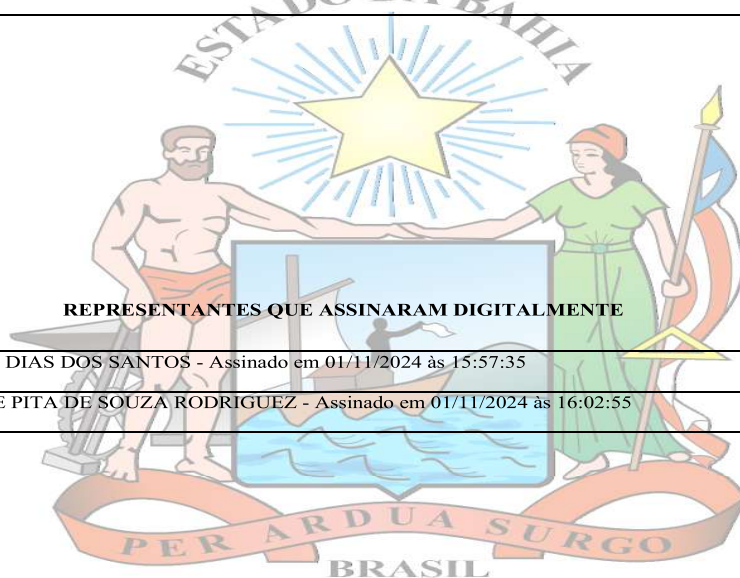 ESTADO DA BAHIA
REPRESENTANTES QUE ASSINARAM DIGITALMENTE
DIAS DOS SANTOS - Assinado em 01/11/2024 às 15:57:35
E PITA DE SOUZA RODRIGUEZ - Assinado em 01/11/2024 às 16:02:55
PER ARDUA SURGO
BRASIL